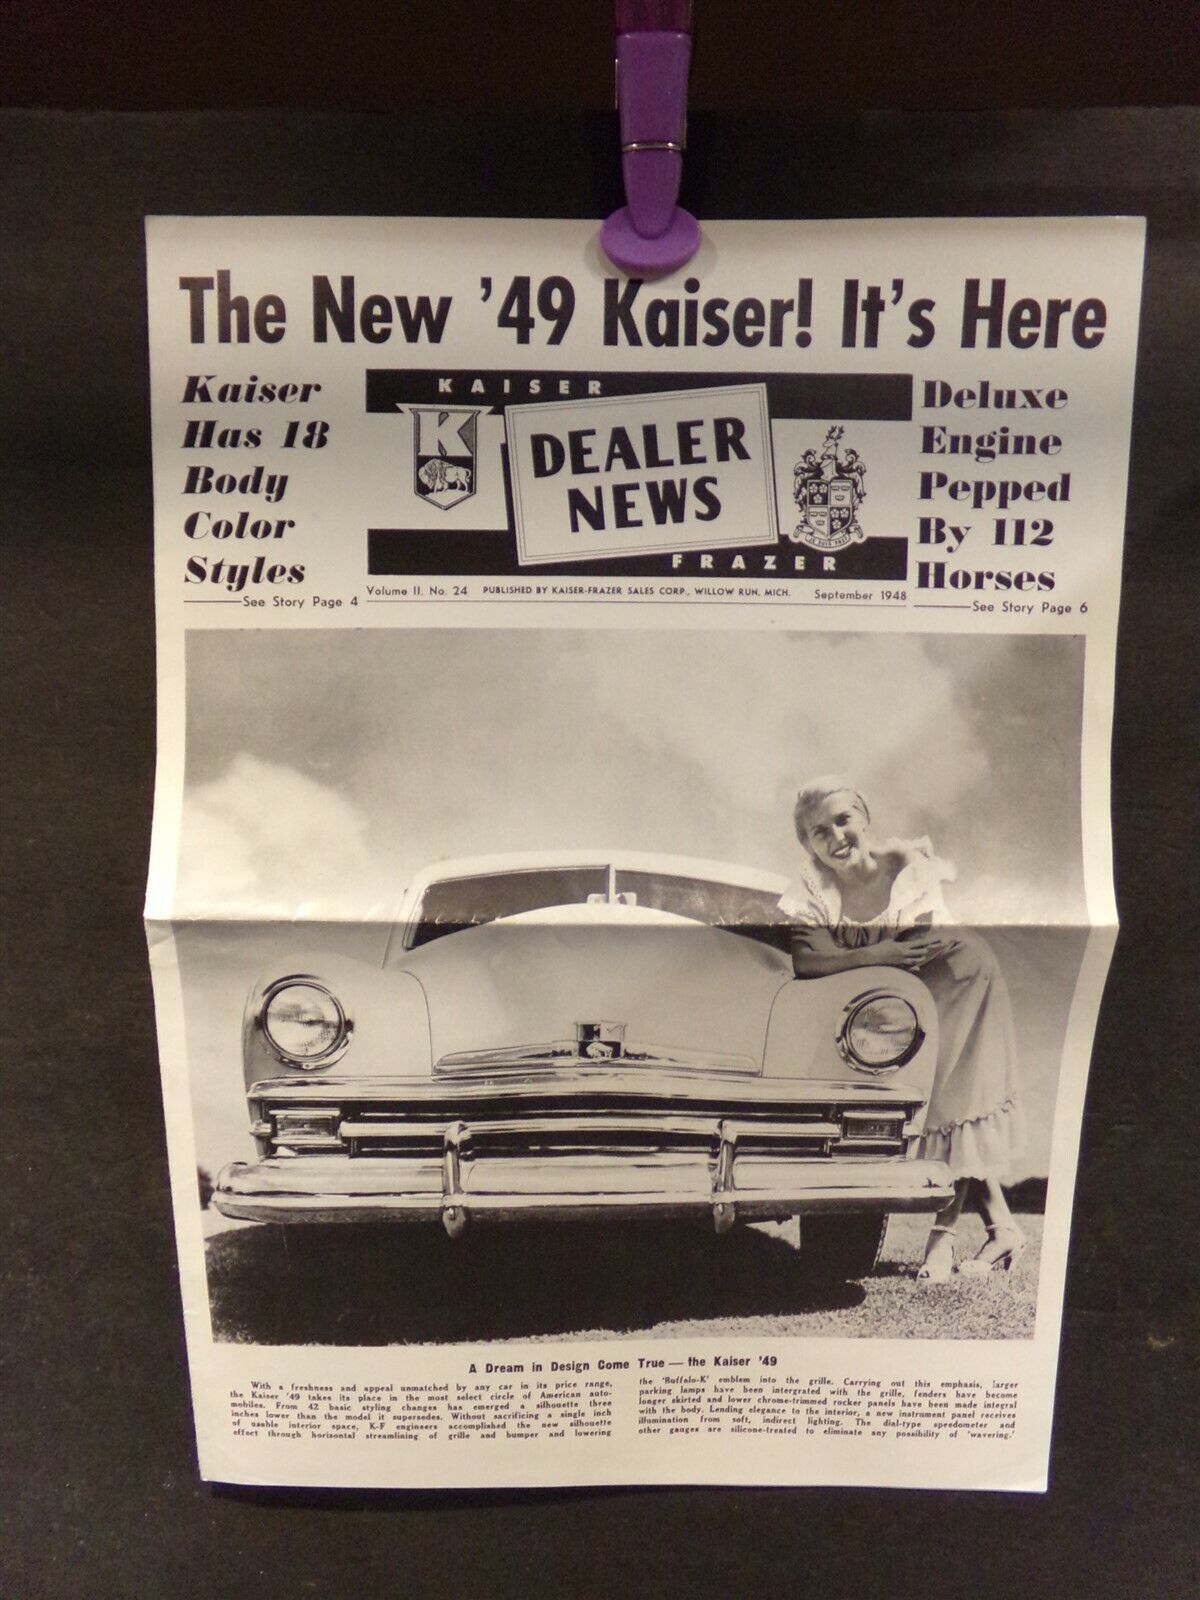 The New '49 Kaiser! It's Here
Kaiser
Has 18
Body
Color
Styles
See Story Page 4
KAISER
K
DEALER
NEWS
FRAZER
Volume II. No. 24 PUBLISHED BY KAISER-FRAZER SALES CORP., WILLOW RUN, MICH. September 1948
Deluxe
Engine
Pepped
By 112
Horses
See Story Page 6
A Dream in Design Come True — the Kaiser '49
With a freshness and appeal unmatched by any car in its price range,
the Kaiser '49 takes its place in the most select circle of American auto-
mobiles. From 42 basic styling changes has emerged a silhouette three
inches lower than the model it supersedes. Without sacrificing a single inch
of usable interior space, K-F engineers accomplished the new silhouette
effect through horizontal streamlining of grille and bumper and lowering
the 'Buffalo-K' emblem into the grille. Carrying out this emphasis, larger
parking lamps have been intergrated with the grille, fenders have become
longer skirted and lower chrome-trimmed rocker panels have been made integral
with the body. Lending elegance to the interior, a new instrument panel receives
illumination from soft, indirect lighting. The dial-type speedometer and
other gauges are silicone-treated to eliminate any possibility of 'wavering.'